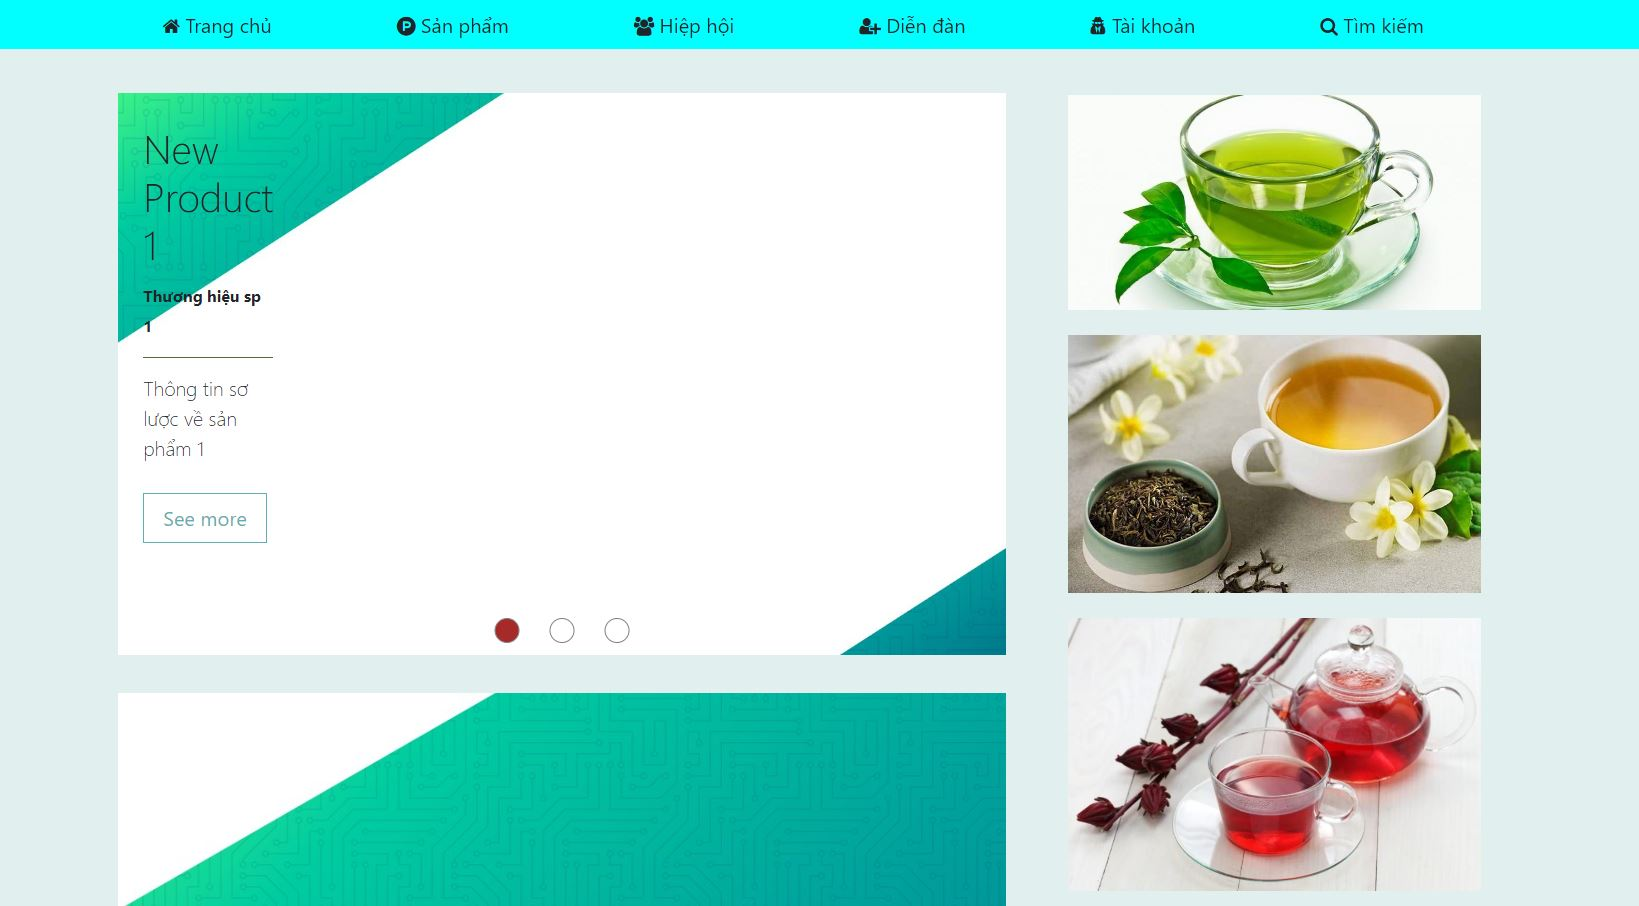 Trang chủ Sản phẩm Hiệp hội Diễn đàn Tài khoản Tìm kiếm
New
Product
1
Thương hiệu sp
1
Thông tin sơ
lược về sản
phẩm 1
See more